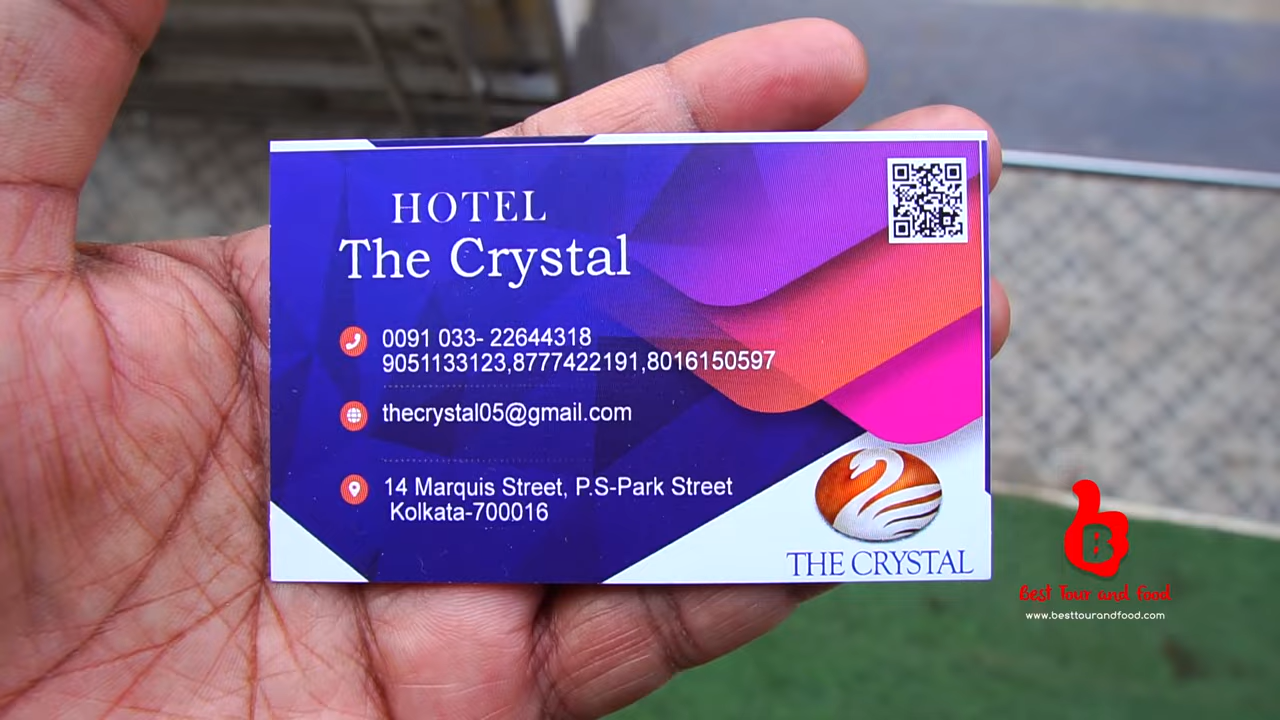 HOTEL
The Crystal
0091 033- 22644318
9051133123,8777422191,8016150597
thecrystal05@gmail.com
14 Marquis Street, P.S-Park Street
Kolkata-700016
THE CRYSTAL
B
Best Tour and food
www.besttourandfood.com